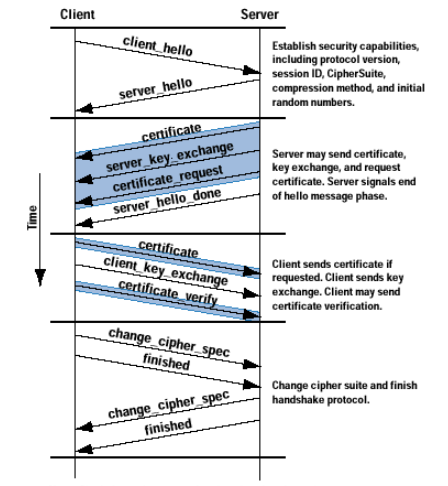 Client
Server
client_hello
server_hello
Establish security capabilities,
including protocol version,
session ID, CipherSuite,
compression method, and initial
random numbers.
certificate
server_key_exchange
certificate_request
server_hello_done
Server may send certificate,
key exchange, and request
certificate. Server signals end
of hello message phase.
Time
certificate
client_key_exchange
certificate_verify
Client sends certificate if
requested. Client sends key
exchange. Client may send
certificate verification.
change_cipher_spec
finished
change_cipher_spec
finished
Change cipher suite and finish
handshake protocol.